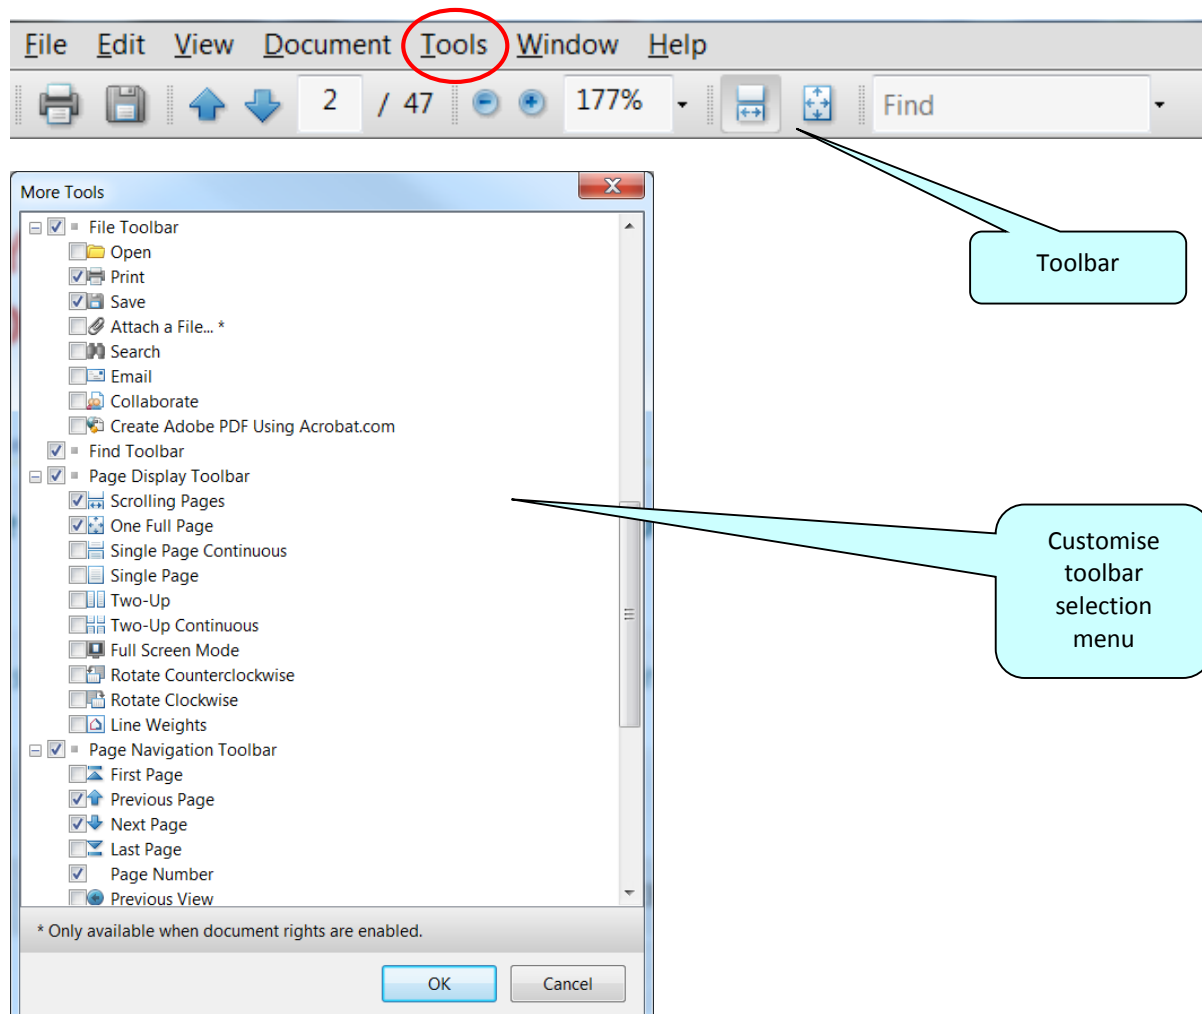 File Edit View Document Tools Window Help
2 / 47 177% Find
Toolbar
More Tools
File Toolbar
Open
Print
Save
Attach a File... *
Search
Email
Collaborate
Create Adobe PDF Using Acrobat.com
Find Toolbar
Page Display Toolbar
Scrolling Pages
One Full Page
Single Page Continuous
Single Page
Two-Up
Two-Up Continuous
Full Screen Mode
Rotate Counterclockwise
Rotate Clockwise
Line Weights
Page Navigation Toolbar
First Page
Previous Page
Next Page
Last Page
Page Number
Previous View
* Only available when document rights are enabled.
OK Cancel
Customise
toolbar
selection
menu